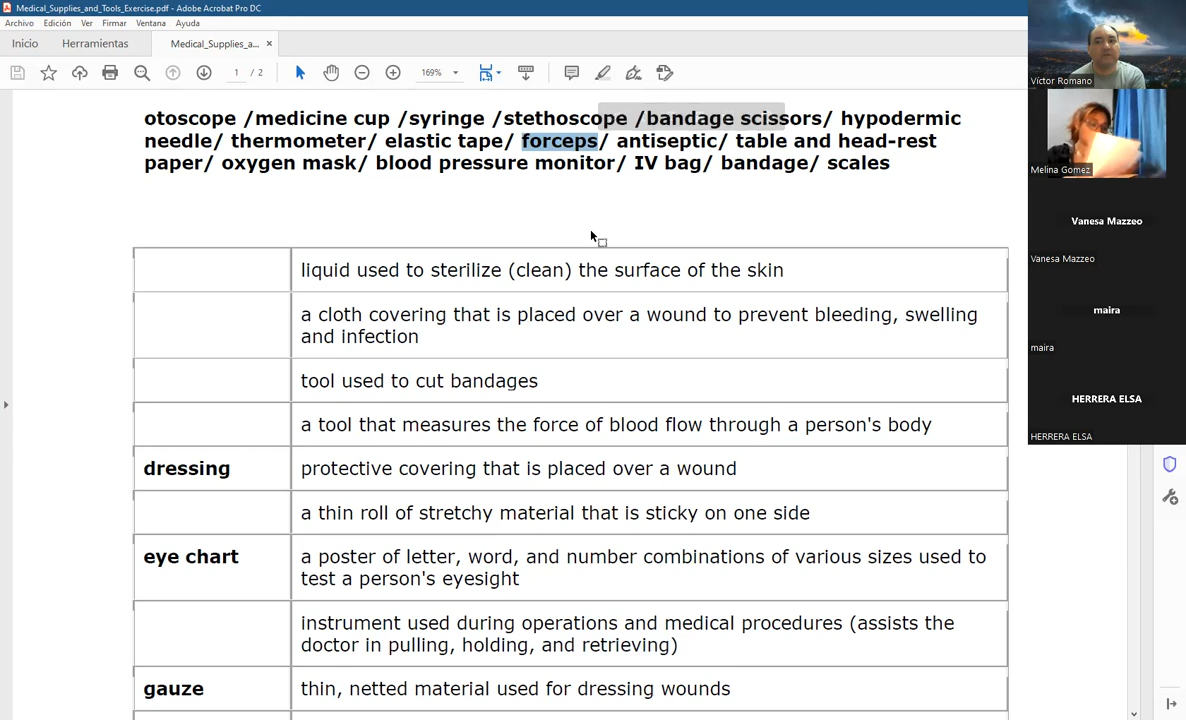 Medical_Supplies_and_Tools_Exercise.pdf - Adobe Acrobat Pro DC
Archivo Edición Ver Firmar Ventana Ayuda
Inicio Herramientas Medical_Supplies_a... ×
1 / 2 169%
otoscope /medicine cup /syringe /stethoscope /bandage scissors/ hypodermic
needle/ thermometer/ elastic tape/ forceps/ antiseptic/ table and head-rest
paper/ oxygen mask/ blood pressure monitor/ IV bag/ bandage/ scales
liquid used to sterilize (clean) the surface of the skin
a cloth covering that is placed over a wound to prevent bleeding, swelling
and infection
tool used to cut bandages
a tool that measures the force of blood flow through a person's body
dressing protective covering that is placed over a wound
a thin roll of stretchy material that is sticky on one side
eye chart a poster of letter, word, and number combinations of various sizes used to
test a person's eyesight
instrument used during operations and medical procedures (assists the
doctor in pulling, holding, and retrieving)
gauze thin, netted material used for dressing wounds
Víctor Romano
Melina Gomez
Vanesa Mazzeo
Vanesa Mazzeo
maira
maira
HERRERA ELSA
HERRERA ELSA